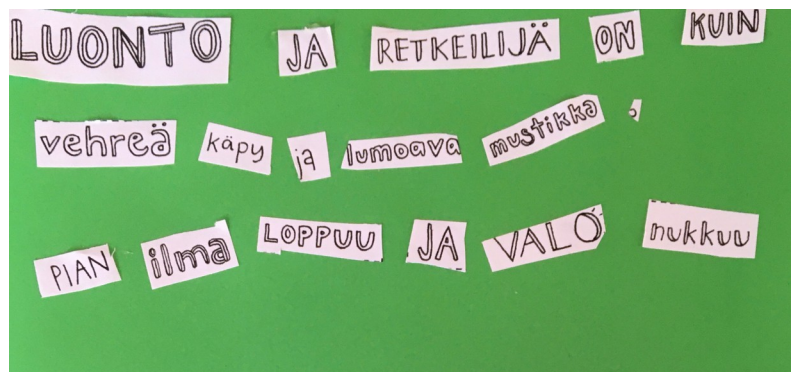 LUONTO JA RETKEILIJÄ ON KUIN
vehreä käpy ja lumoava mustikka .
PIAN ilma LOPPUU JA VALO nukkuu